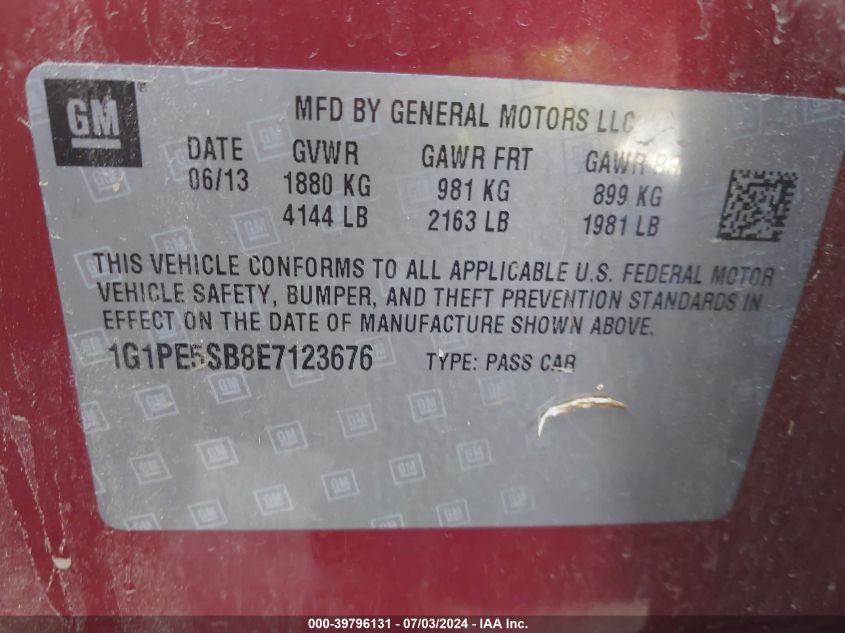 GM
MFD BY GENERAL MOTORS LLC
DATE GVWR GAWR FRT GAWR RR
06/13 1880 KG 981 KG 899 KG
4144 LB 2163 LB 1981 LB
THIS VEHICLE CONFORMS TO ALL APPLICABLE U.S. FEDERAL MOTOR
VEHICLE SAFETY, BUMPER, AND THEFT PREVENTION STANDARDS IN
EFFECT ON THE DATE OF MANUFACTURE SHOWN ABOVE.
1G1PE5SB8E7123676 TYPE: PASS CAR
000-39796131 - 07/03/2024 - IAA Inc.